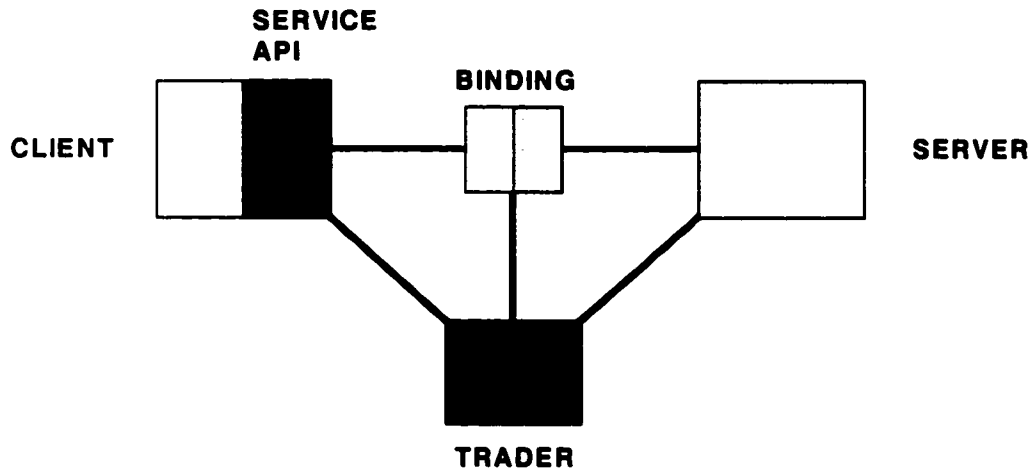 SERVICE
API
BINDING
CLIENT
SERVER
TRADER